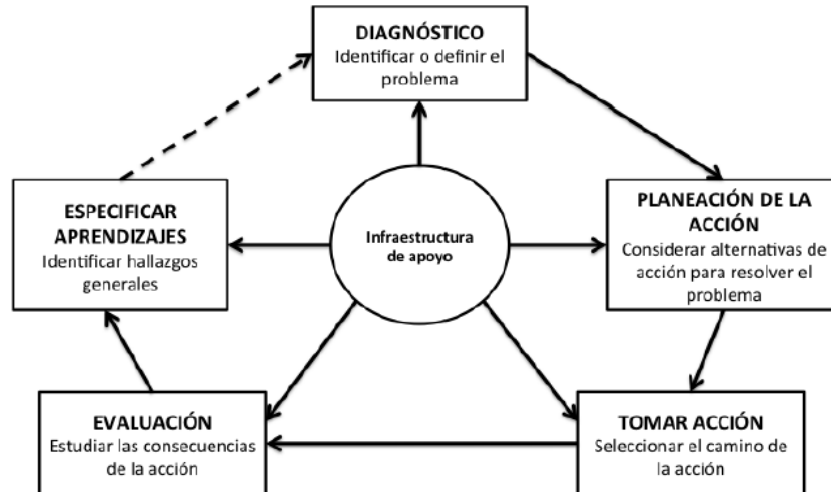 DIAGNÓSTICO
Identificar o definir el
problema
ESPECIFICAR
APRENDIZAJES
Identificar hallazgos
generales
Infraestructura
de apoyo
PLANEACIÓN DE LA
ACCIÓN
Considerar alternativas de
acción para resolver el
problema
EVALUACIÓN
Estudiar las consecuencias
de la acción
TOMAR ACCIÓN
Seleccionar el camino de
la acción